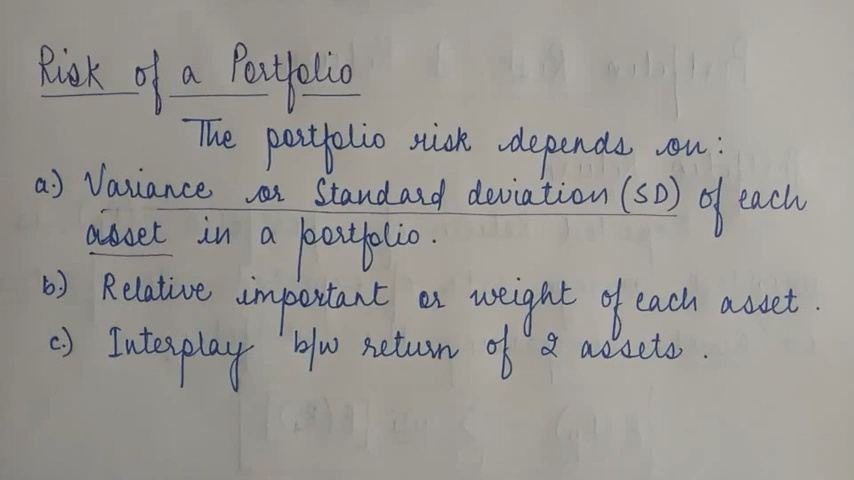 Risk of a Portfolio
The portfolio risk depends on:
a.) Variance or Standard deviation (SD) of each
asset in a portfolio.
b.) Relative important or weight of each asset.
c.) Interplay b/w return of 2 assets.